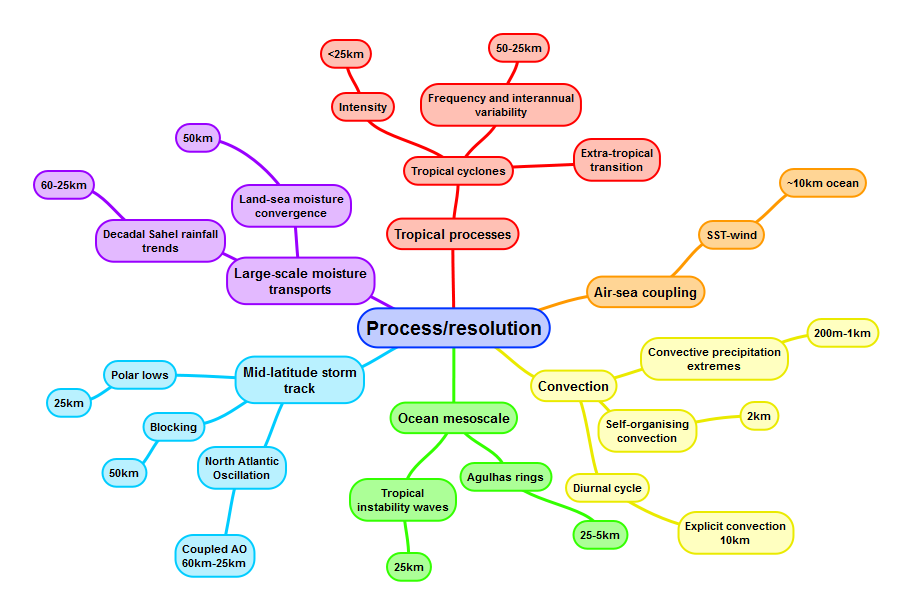 <25km
50-25km
Intensity
Frequency and interannual
variability
50km
Extra-tropical
transition
Tropical cyclones
60-25km
~10km ocean
Land-sea moisture
convergence
Decadal Sahel rainfall
trends
Tropical processes
SST-wind
Large-scale moisture
transports
Air-sea coupling
Process/resolution
200m-1km
Convective precipitation
extremes
Polar lows
Mid-latitude storm
track
Convection
25km
Blocking
Ocean mesoscale
2km
Self-organising
convection
50km
North Atlantic
Oscillation
Agulhas rings
Tropical
instability waves
Diurnal cycle
Explicit convection
10km
25-5km
Coupled AO
60km-25km
25km